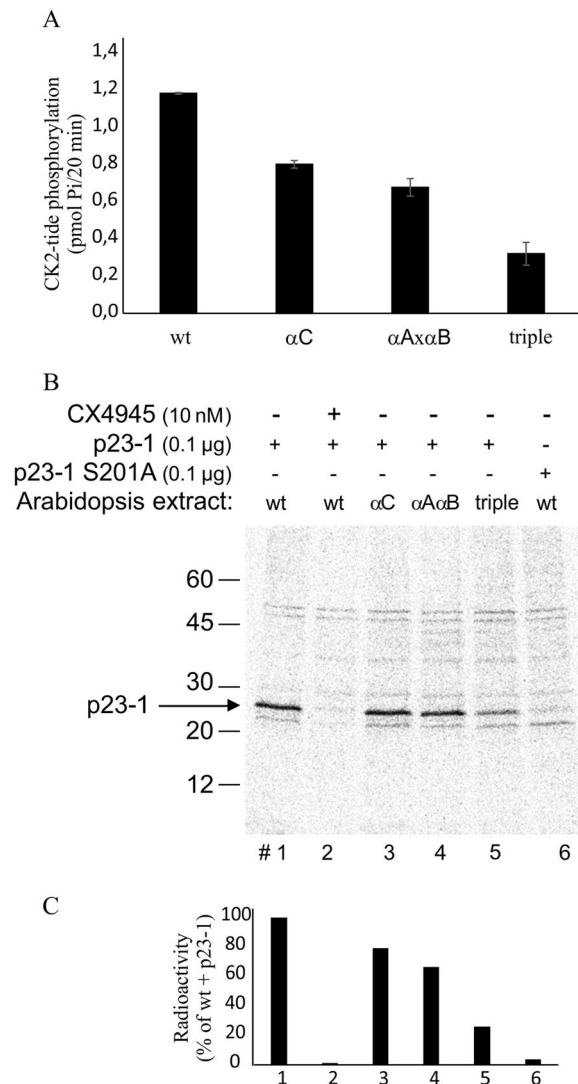 A
CK2-tide phosphorylation
(pmol Pi/20 min)
1,4
1,2
1,0
0,8
0,6
0,4
0,2
0,0
wt αC αAxαB triple
B
CX4945 (10 nM) - + - - - -
p23-1 (0.1 µg) + + + + + -
p23-1 S201A (0.1 µg) - - - - - +
Arabidopsis extract: wt wt αC αAαB triple wt
60
45
30
p23-1
20
12
# 1 2 3 4 5 6
C
Radioactivity
(% of wt + p23-1)
100
80
60
40
20
0
1 2 3 4 5 6